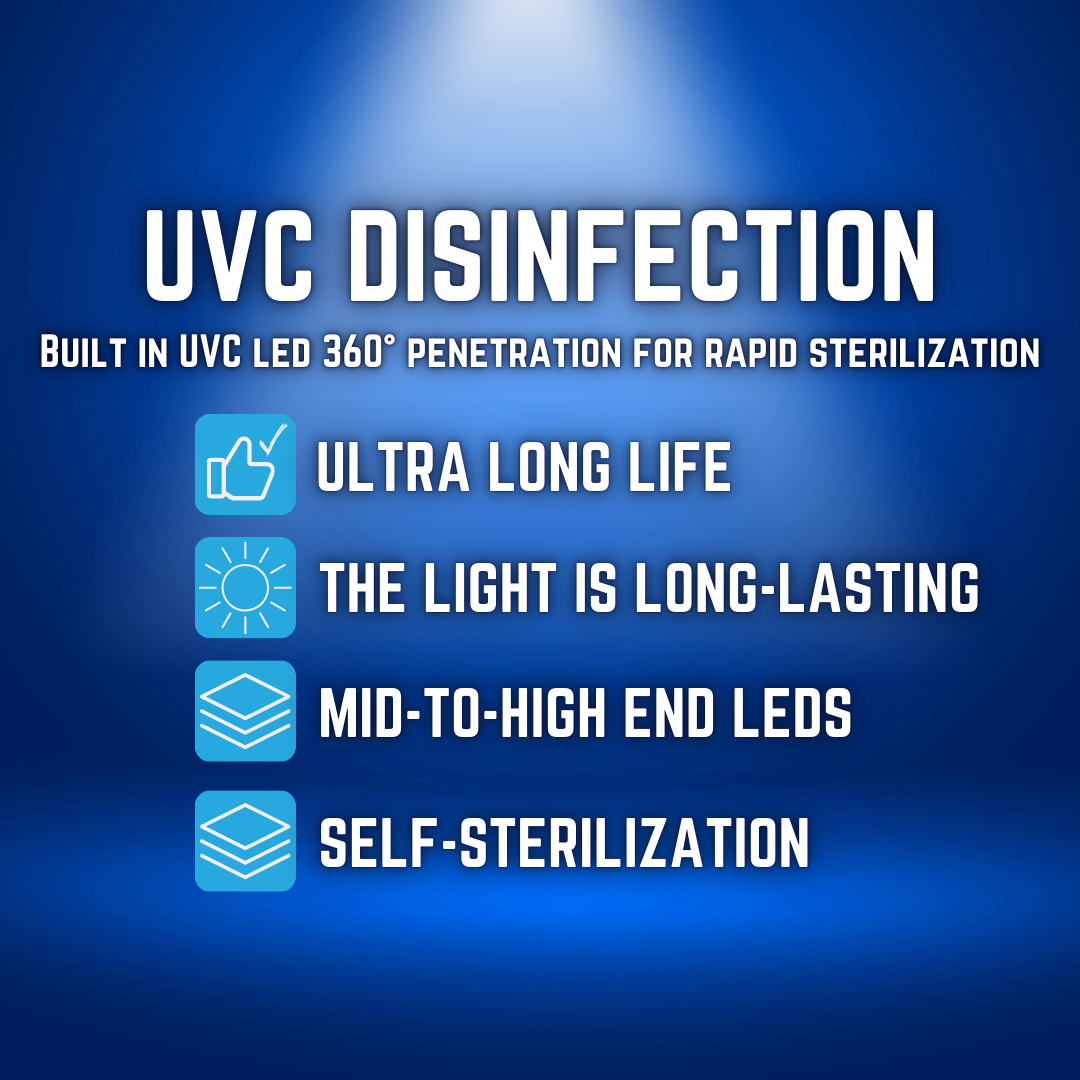 UVC DISINFECTION
BUILT IN UVC LED 360° PENETRATION FOR RAPID STERILIZATION
ULTRA LONG LIFE
THE LIGHT IS LONG-LASTING
MID-TO-HIGH END LEDS
SELF-STERILIZATION